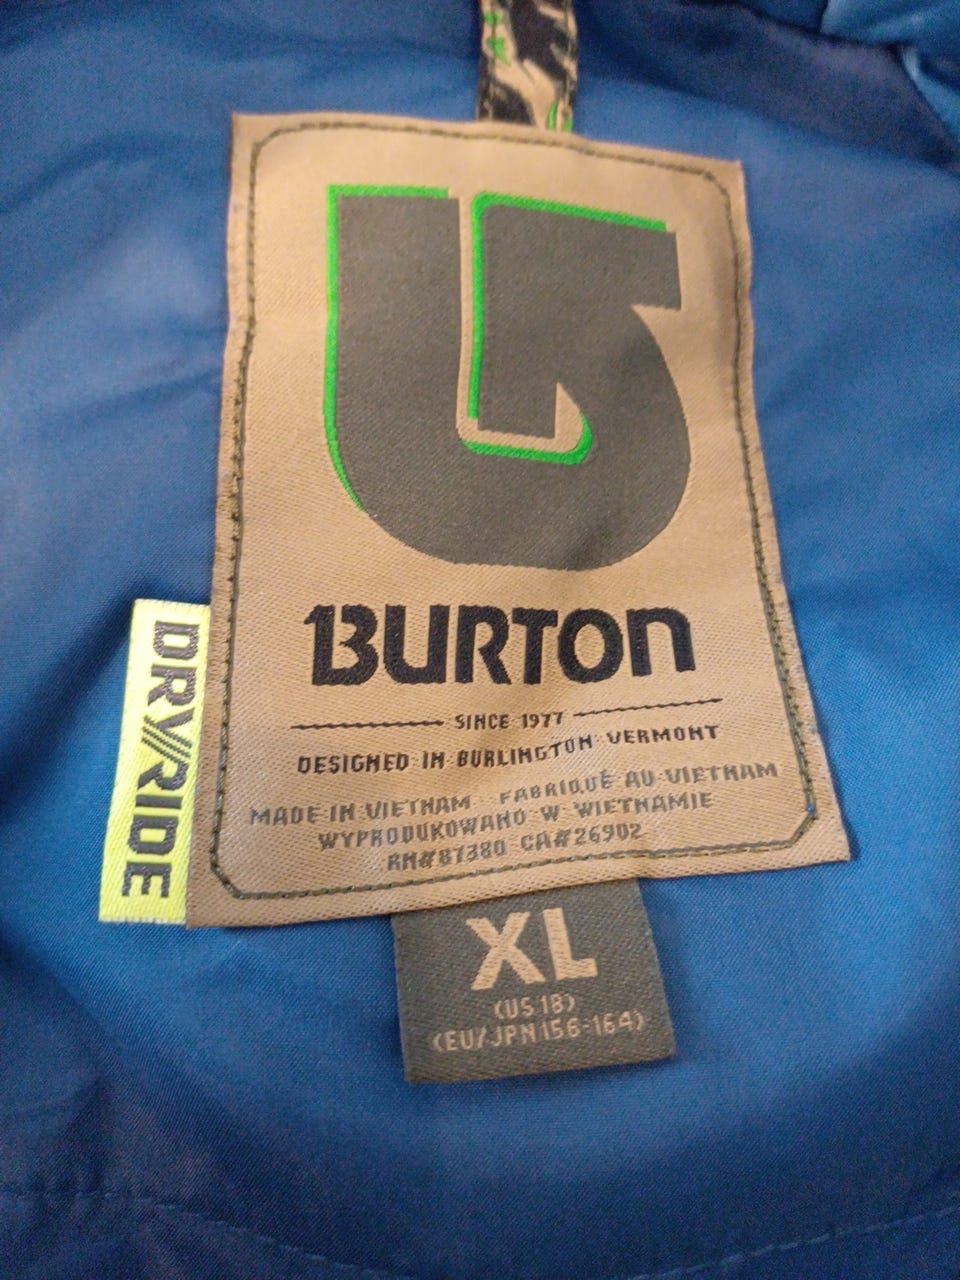 BURTON
SINCE 1977
DESIGNED IN BURLINGTON VERMONT
MADE IN VIETNAM FABRIQUÉ AU VIETNAM
WYPRODUKOWANO W WIETNAMIE
RN#87380 CA#26902
DRY///RIDE
XL
(US 18)
(EU/JPN 156-164)